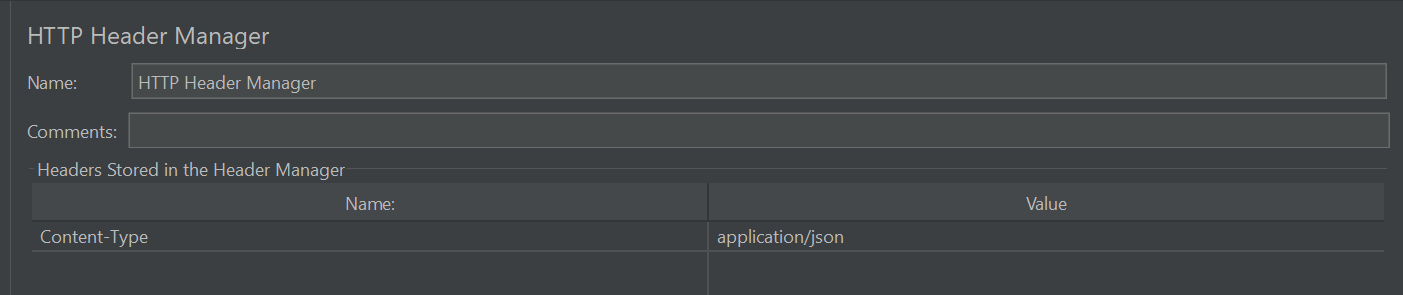 HTTP Header Manager
Name: HTTP Header Manager
Comments:
Headers Stored in the Header Manager
Name: Value
Content-Type application/json